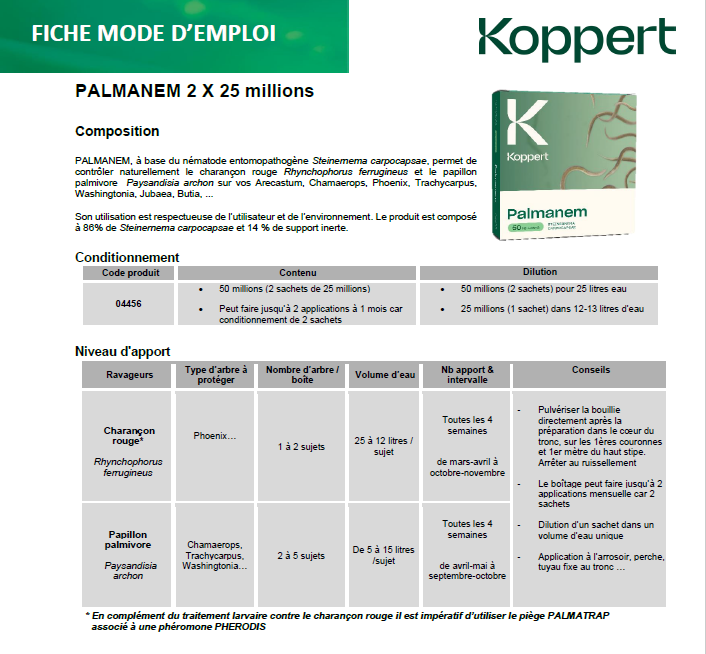 FICHE MODE D'EMPLOI
Koppert
PALMANEM 2 X 25 millions
Composition
PALMANEM, à base du nématode entomopathogène Steinernema carpocapsae, permet de
contrôler naturellement le charançon rouge Rhynchophorus ferrugineus et le papillon
palmivore Paysandisia archon sur vos Arecastum, Chamaerops, Phoenix, Trachycarpus,
Washingtonia, Jubaea, Butia, ...
Son utilisation est respectueuse de l'utilisateur et de l'environnement. Le produit est composé
à 86% de Steinernema carpocapsae et 14 % de support inerte.
K
Koppert
Palmanem
50
STEINERNEMA
CARPOCAPSAE
Conditionnement
Code produit
Contenu
Dilution
04456
• 50 millions (2 sachets de 25 millions)
• Peut faire jusqu'à 2 applications à 1 mois car
conditionnement de 2 sachets
• 50 millions (2 sachets) pour 25 litres eau
• 25 millions (1 sachet) dans 12-13 litres d'eau
Niveau d'apport
Ravageurs
Type d'arbre à
protéger
Nombre d'arbre /
boite
Volume d'eau
Nb apport &
intervalle
Conseils
Charançon
rouge*
Rhynchophorus
ferrugineus
Phoenix…
1 à 2 sujets
25 à 12 litres /
sujet
Toutes les 4
semaines
de mars-avril à
octobre-novembre
Papillon
palmivore
Paysandisia
archon
Chamaerops,
Trachycarpus,
Washingtonia…
2 à 5 sujets
De 5 à 15 litres
/sujet
Toutes les 4
semaines
de avril-mai à
septembre-octobre
- Pulvériser la bouillie
directement après la
préparation dans le cœur du
tronc, sur les 1ères couronnes
et 1er mètre du haut stipe.
Arrêter au ruissellement
- Le boîtage peut faire jusqu'à 2
applications mensuelle car 2
sachets
- Dilution d'un sachet dans un
volume d'eau unique
- Application à l'arrosoir, perche,
tuyau fixe au tronc …
* En complément du traitement larvaire contre le charançon rouge il est impératif d'utiliser le piège PALMATRAP
associé à une phéromone PHERODIS